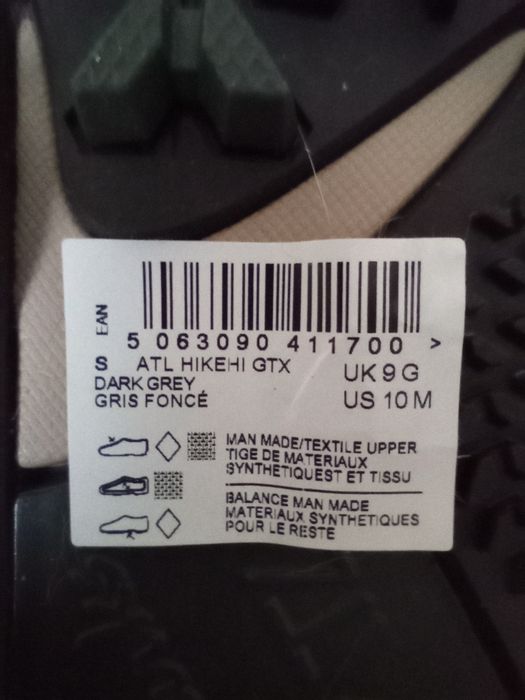 EAN
5 063090 411700 >
S ATL HIKEHI GTX
UK 9 G
DARK GREY
GRIS FONCÉ
US 10 M
MAN MADE/TEXTILE UPPER
TIGE DE MATERIAUX
SYNTHETIQUEST ET TISSU
BALANCE MAN MADE
MATERIAUX SYNTHETIQUES
POUR LE RESTE